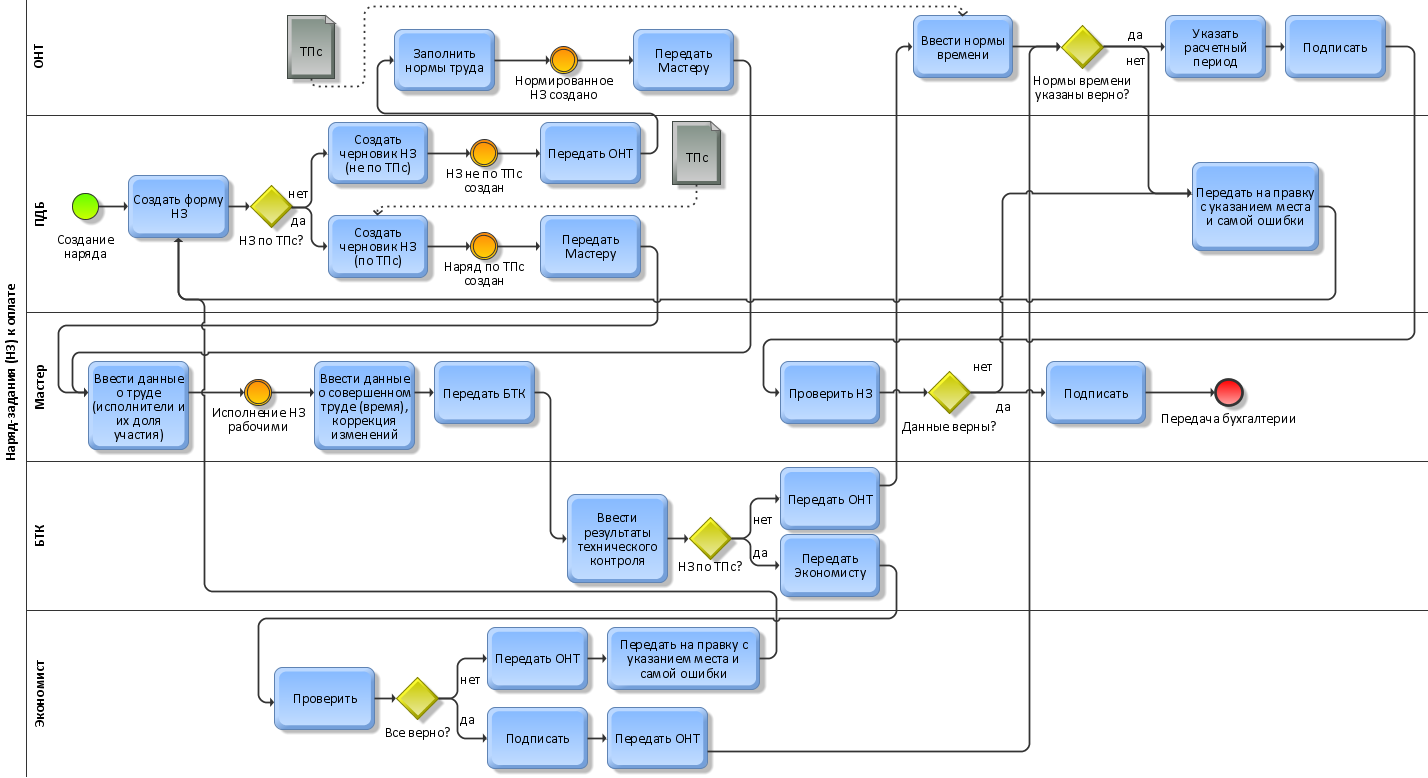 Наряд-задания (НЗ) к оплате
ОНТ
ТПс
Заполнить
нормы труда
Нормированное
НЗ создано
Передать
Мастеру
Ввести нормы
времени
Нормы времени
указаны верно?
да
нет
Указать
расчетный
период
Подписать
ПДБ
Создание
наряда
Создать форму
НЗ
НЗ по ТПс?
нет
да
Создать
черновик НЗ
(не по ТПс)
НЗ не по ТПс
создан
Передать ОНТ
ТПс
Создать
черновик НЗ
(по ТПс)
Наряд по ТПс
создан
Передать
Мастеру
Передать на правку
с указанием места
и самой ошибки
Мастер
Ввести данные
о труде
(исполнители и
их доля
участия)
Исполнение НЗ
рабочими
Ввести данные
о совершенном
труде (время),
коррекция
изменений
Передать БТК
Проверить НЗ
Данные верны?
нет
да
Подписать
Передача бухгалтерии
БТК
Ввести
результаты
технического
контроля
НЗ по ТПс?
нет
да
Передать ОНТ
Передать
Экономисту
Экономист
Проверить
Все верно?
нет
да
Передать ОНТ
Передать на правку с
указанием места и
самой ошибки
Подписать
Передать ОНТ